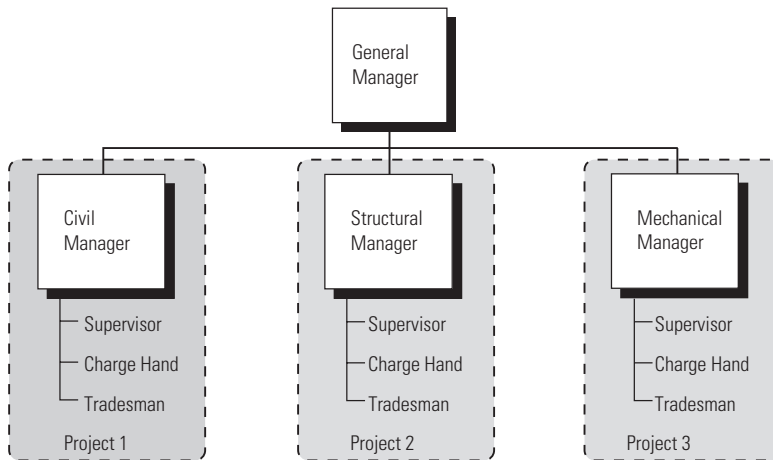 General
Manager
Civil
Manager
Supervisor
Charge Hand
Tradesman
Project 1
Structural
Manager
Supervisor
Charge Hand
Tradesman
Project 2
Mechanical
Manager
Supervisor
Charge Hand
Tradesman
Project 3